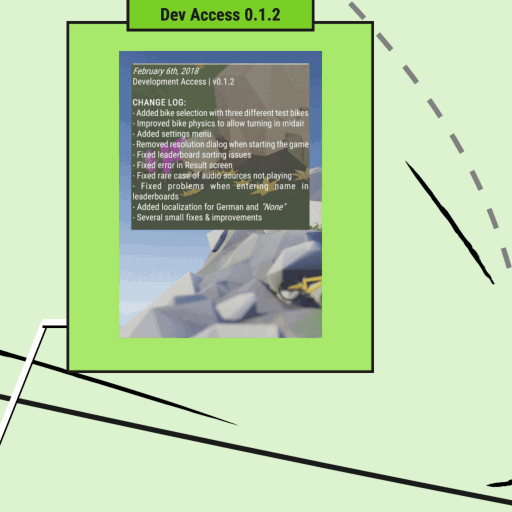 Dev Access 0.1.2
February 6th, 2018
Development Access | v0.1.2
CHANGE LOG:
- Added bike selection with three different test bikes
- Improved bike physics to allow turning in midair
- Added settings menu
- Removed resolution dialog when starting the game
- Fixed leaderboard sorting issues
- Fixed error in Result screen
- Fixed rare case of audio sources not playing
- Fixed problems when entering name in
leaderboards
- Added localization for German and "None"
- Several small fixes & improvements